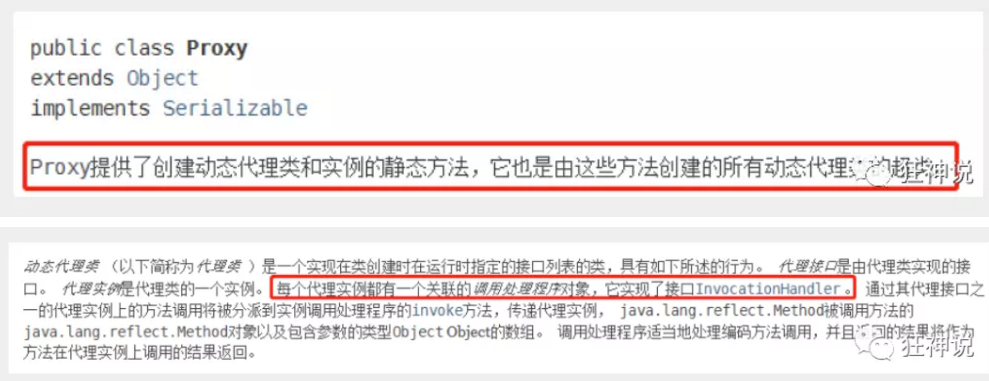 public class Proxy
extends Object
implements Serializable
Proxy提供了创建动态代理类和实例的静态方法，它也是由这些方法创建的所有动态代理类的超类。
狂神说
动态代理类 （以下简称为代理类 ）是一个实现在类创建时在运行时指定的接口列表的类，具有如下所述的行为。 代理接口是由代理类实现的接
口。 代理实例是代理类的一个实例。 每个代理实例都有一个关联的调用处理程序对象，它实现了接口InvocationHandler 。 通过其代理接口之
一的代理实例上的方法调用将被分派到实例调用处理程序的invoke方法，传递代理实例， java.lang.reflect.Method被调用方法的
java.lang.reflect.Method对象以及包含参数的类型Object Object的数组。 调用处理程序适当地处理编码方法调用，并且返回的结果将作为
方法在代理实例上调用的结果返回。
狂神说